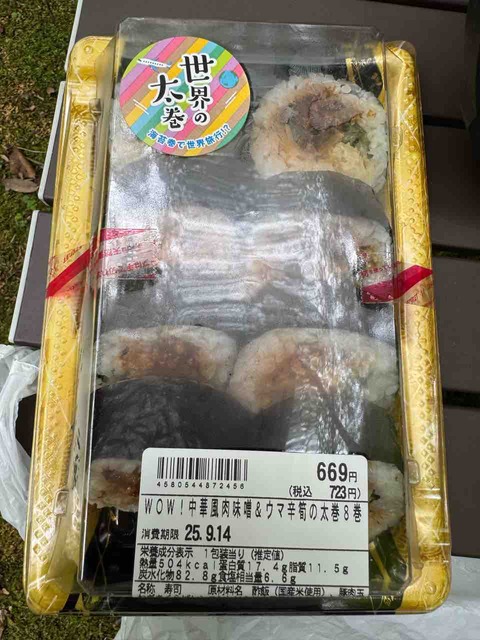 世界の
太巻
海苔巻で世界旅行!?
669円
(税込 723円)
4580544872456
WOW!中華風肉味噌&ウマ辛筍の太巻8巻
消費期限 25.9.14
栄養成分表示 1包装当り(推定値)
熱量504kcal蛋白質17.4g脂質11.5g
炭水化物82.8g食塩相当量6.6g
名称 寿司 原材料名 酢飯(国産米使用)、豚肉玉